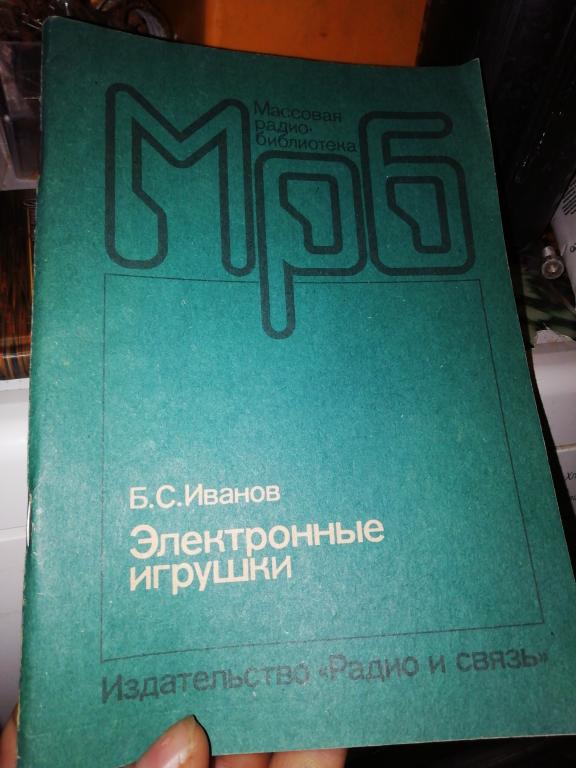 Мрб
Массовая
радио-
библиотека
Б.С.Иванов
Электронные
игрушки
Издательство «Радио и связь»